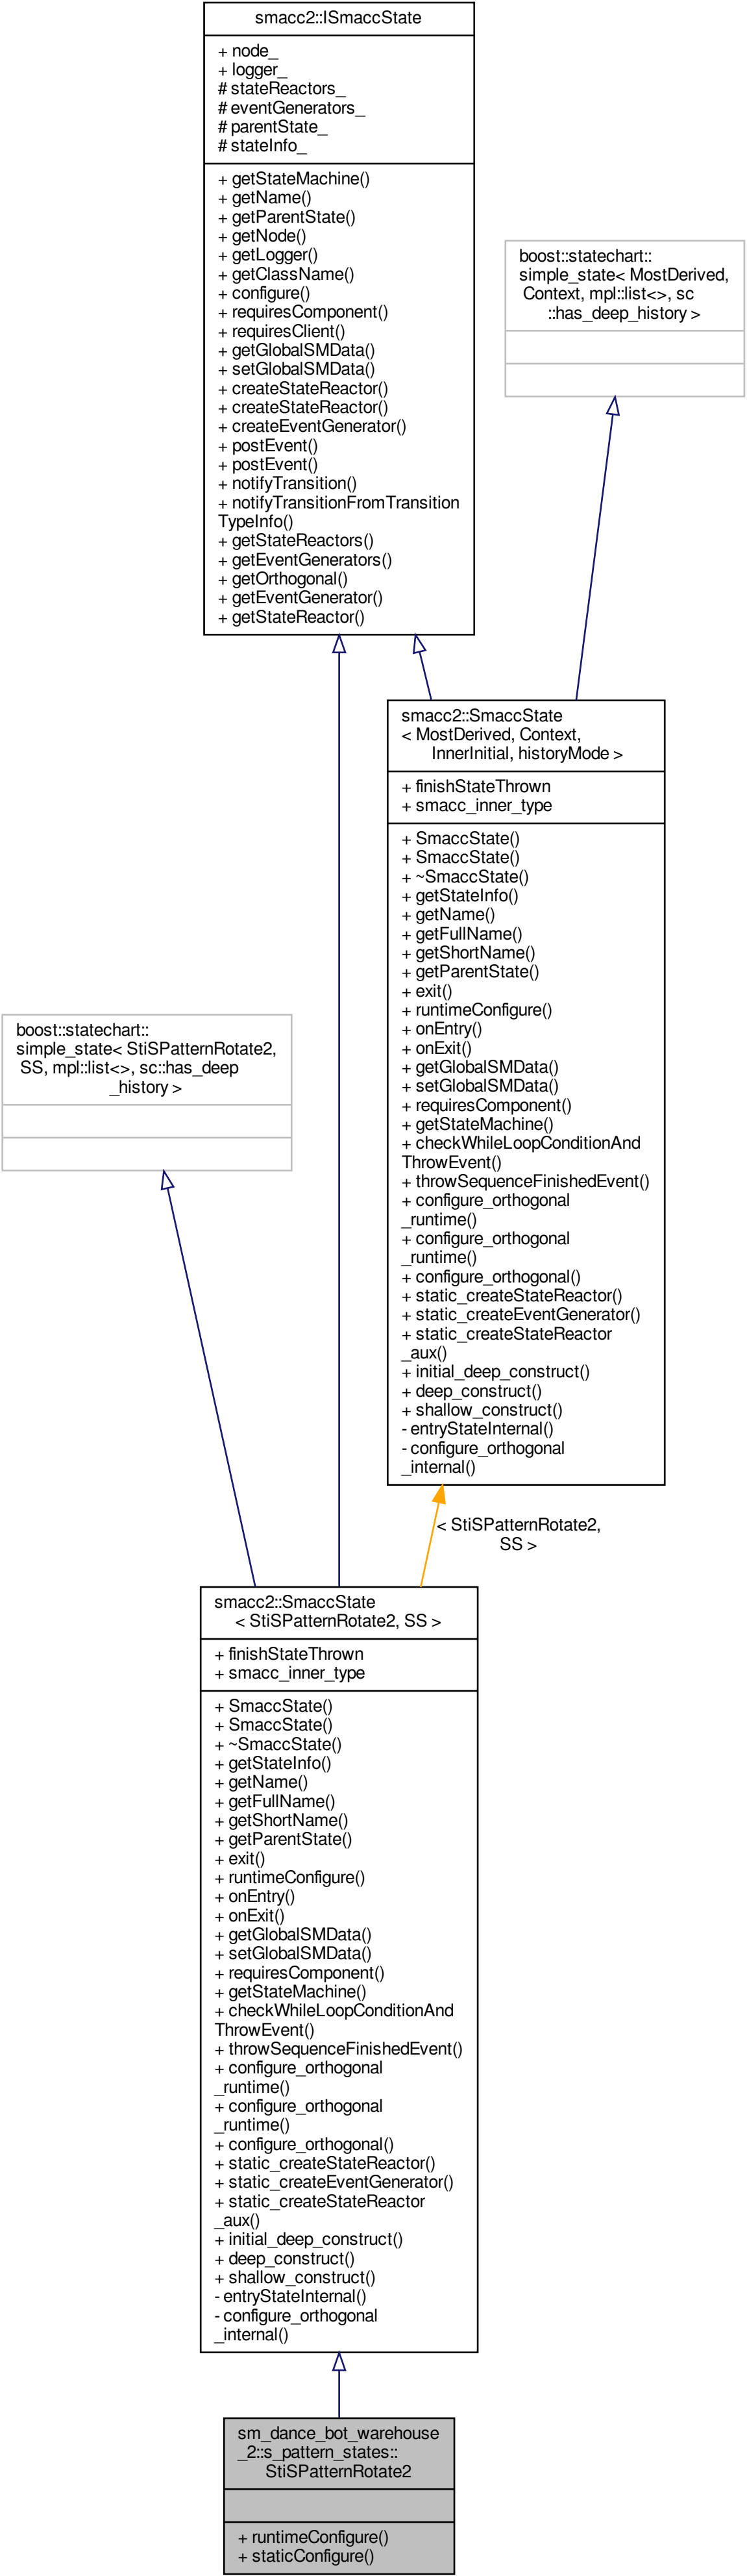 smacc2::ISmaccState
+ node_
+ logger_
# stateReactors_
# eventGenerators_
# parentState_
# stateInfo_
+ getStateMachine()
+ getName()
+ getParentState()
+ getNode()
+ getLogger()
+ getClassName()
+ configure()
+ requiresComponent()
+ requiresClient()
+ getGlobalSMData()
+ setGlobalSMData()
+ createStateReactor()
+ createStateReactor()
+ createEventGenerator()
+ postEvent()
+ postEvent()
+ notifyTransition()
+ notifyTransitionFromTransition
TypeInfo()
+ getStateReactors()
+ getEventGenerators()
+ getOrthogonal()
+ getEventGenerator()
+ getStateReactor()
boost::statechart::
simple_state< MostDerived,
Context, mpl::list<>, sc
::has_deep_history >
smacc2::SmaccState
< MostDerived, Context,
InnerInitial, historyMode >
+ finishStateThrown
+ smacc_inner_type
+ SmaccState()
+ SmaccState()
+ ~SmaccState()
+ getStateInfo()
+ getName()
+ getFullName()
+ getShortName()
+ getParentState()
+ exit()
+ runtimeConfigure()
+ onEntry()
+ onExit()
+ getGlobalSMData()
+ setGlobalSMData()
+ requiresComponent()
+ getStateMachine()
+ checkWhileLoopConditionAnd
ThrowEvent()
+ throwSequenceFinishedEvent()
+ configure_orthogonal
_runtime()
+ configure_orthogonal
_runtime()
+ configure_orthogonal()
+ static_createStateReactor()
+ static_createEventGenerator()
+ static_createStateReactor
_aux()
+ initial_deep_construct()
+ deep_construct()
+ shallow_construct()
- entryStateInternal()
- configure_orthogonal
_internal()
boost::statechart::
simple_state< StiSPatternRotate2,
SS, mpl::list<>, sc::has_deep
_history >
< StiSPatternRotate2,
SS >
smacc2::SmaccState
< StiSPatternRotate2, SS >
+ finishStateThrown
+ smacc_inner_type
+ SmaccState()
+ SmaccState()
+ ~SmaccState()
+ getStateInfo()
+ getName()
+ getFullName()
+ getShortName()
+ getParentState()
+ exit()
+ runtimeConfigure()
+ onEntry()
+ onExit()
+ getGlobalSMData()
+ setGlobalSMData()
+ requiresComponent()
+ getStateMachine()
+ checkWhileLoopConditionAnd
ThrowEvent()
+ throwSequenceFinishedEvent()
+ configure_orthogonal
_runtime()
+ configure_orthogonal
_runtime()
+ configure_orthogonal()
+ static_createStateReactor()
+ static_createEventGenerator()
+ static_createStateReactor
_aux()
+ initial_deep_construct()
+ deep_construct()
+ shallow_construct()
- entryStateInternal()
- configure_orthogonal
_internal()
sm_dance_bot_warehouse
_2::s_pattern_states::
StiSPatternRotate2
+ runtimeConfigure()
+ staticConfigure()